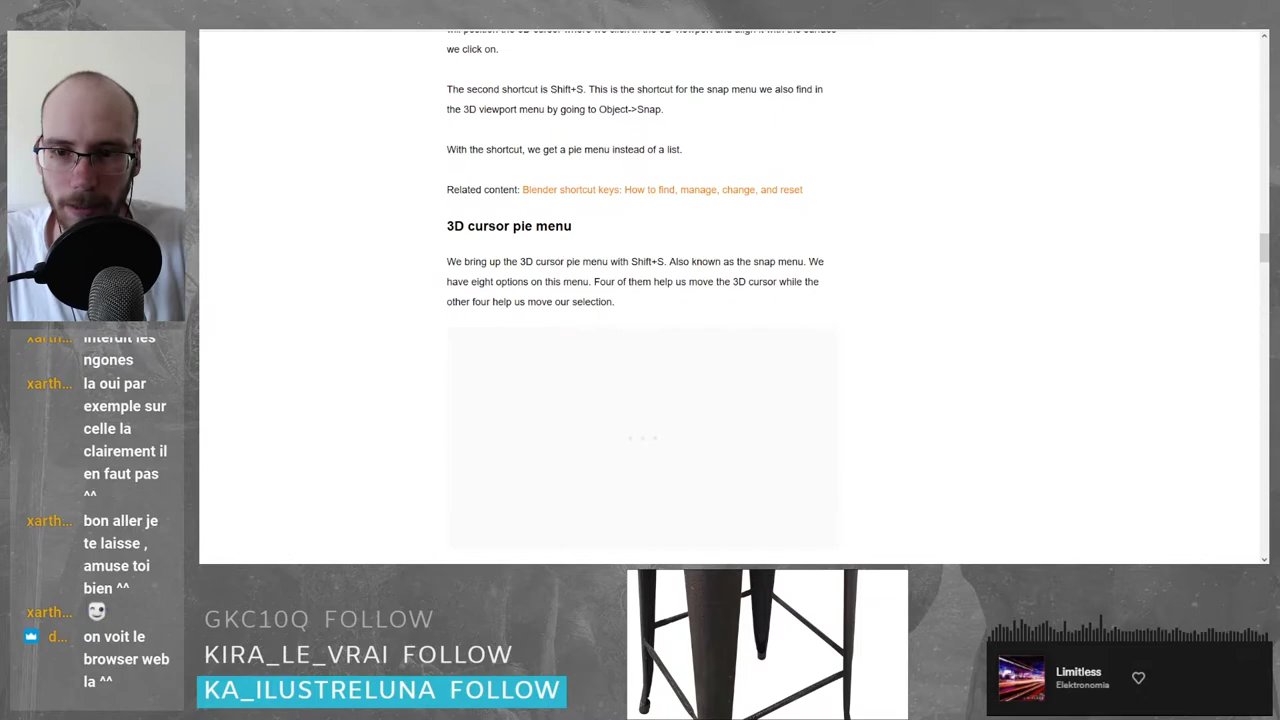 we click on.
The second shortcut is Shift+S. This is the shortcut for the snap menu we also find in
the 3D viewport menu by going to Object->Snap.
With the shortcut, we get a pie menu instead of a list.
Related content: Blender shortcut keys: How to find, manage, change, and reset
3D cursor pie menu
We bring up the 3D cursor pie menu with Shift+S. Also known as the snap menu. We
have eight options on this menu. Four of them help us move the 3D cursor while the
other four help us move our selection.
xarth... interdit les
ngones
xarth... la oui par
exemple sur
celle la
clairement il
en faut pas
^^
xarth... bon aller je
te laisse ,
amuse toi
bien ^^
xarth...
d... on voit le
browser web
la ^^
GKC10Q FOLLOW
KIRA_LE_VRAI FOLLOW
KA_ILUSTREIUNA FOLLOW
Limitless
Elektronomia